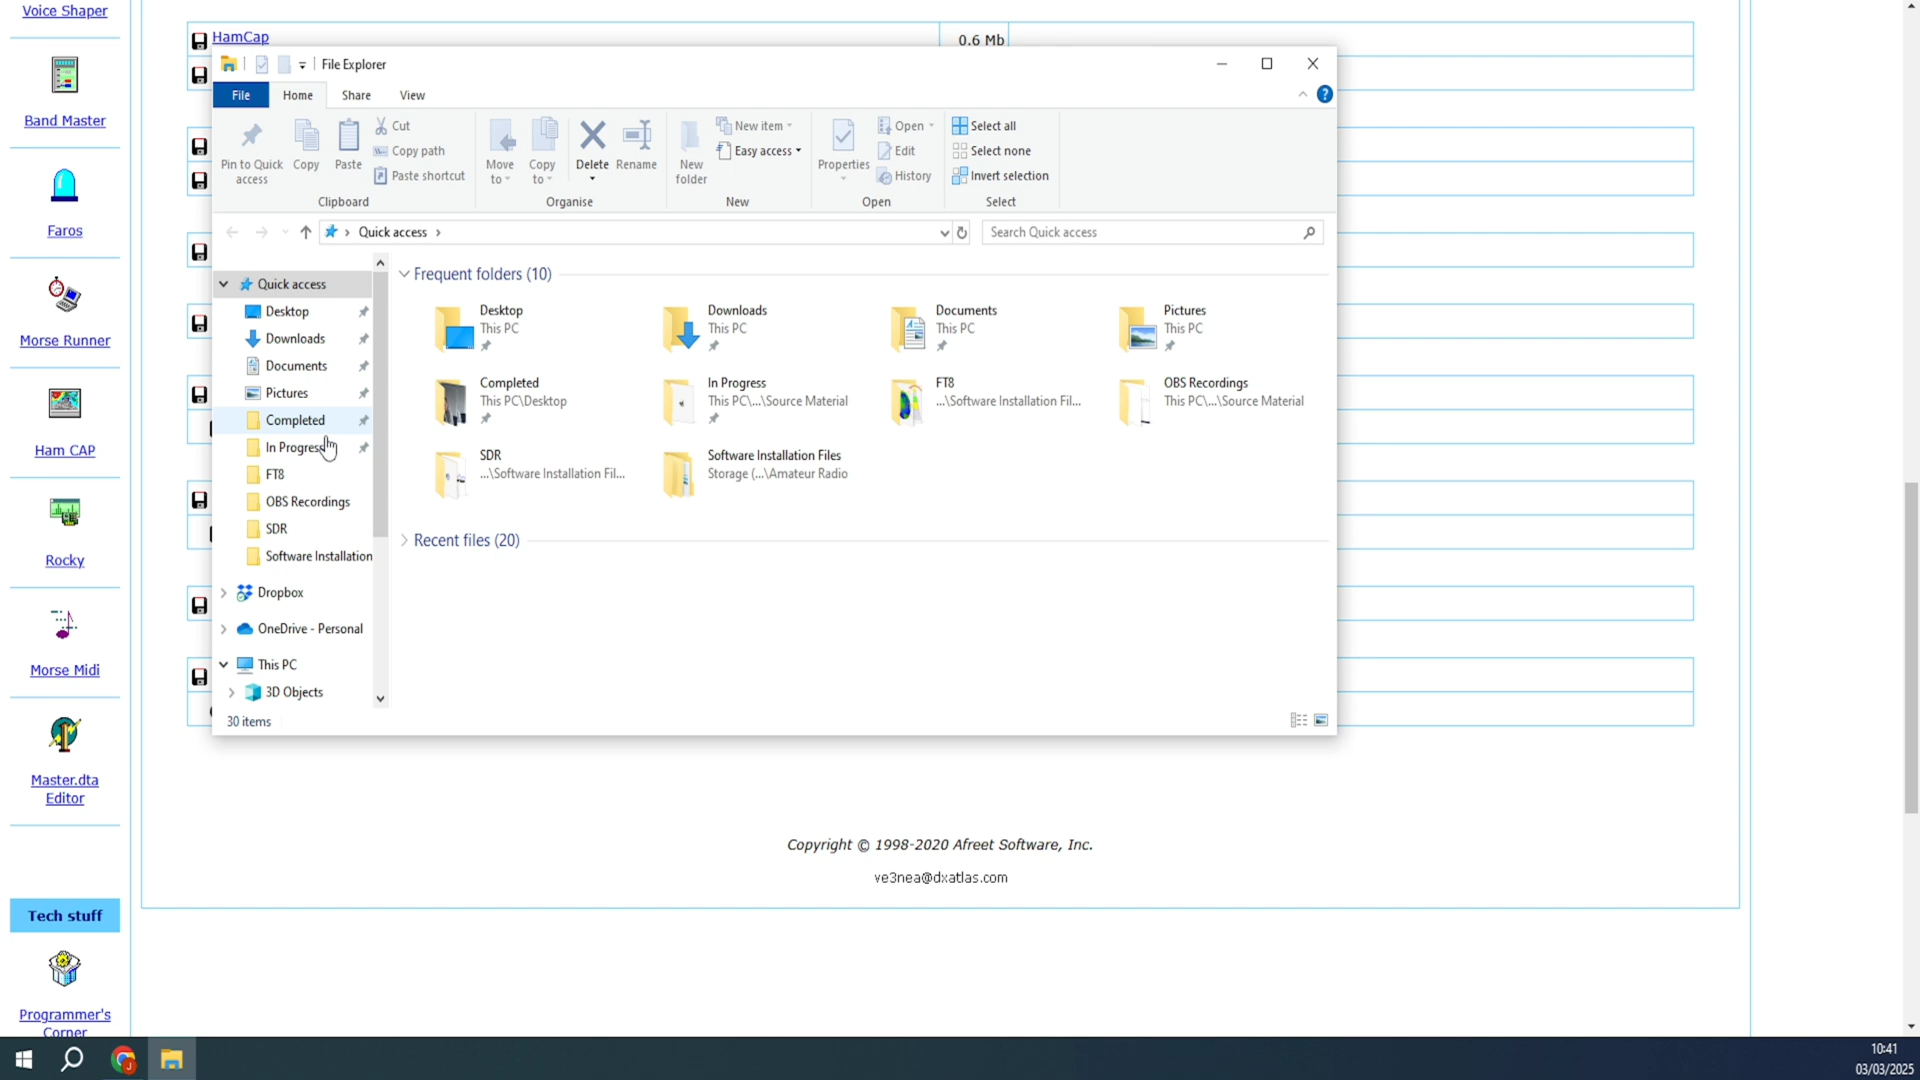 Voice Shaper
Band Master
Faros
Morse Runner
Ham CAP
Rocky
Morse Midi
Master.dta
Editor
Tech stuff
Programmer's
Corner
HamCap
0.6 Mb
File Explorer
File
Home
Share
View
Pin to Quick
access
Copy
Paste
Cut
Copy path
Paste shortcut
Clipboard
Move
to
Copy
to
Delete
Rename
Organise
New
folder
New item
Easy access
New
Properties
Open
Edit
History
Open
Select all
Select none
Invert selection
Select
Quick access
Search Quick access
Quick access
Desktop
Downloads
Documents
Pictures
Completed
In Progress
FT8
OBS Recordings
SDR
Software Installation
Dropbox
OneDrive - Personal
This PC
3D Objects
Frequent folders (10)
Desktop
This PC
Downloads
This PC
Documents
This PC
Pictures
This PC
Completed
This PC\Desktop
In Progress
This PC\...\Source Material
FT8
...\Software Installation Fil...
OBS Recordings
This PC\...\Source Material
SDR
...\Software Installation Fil...
Software Installation Files
Storage (...\Amateur Radio
Recent files (20)
30 items
Copyright © 1998-2020 Afreet Software, Inc.
ve3nea@dxatlas.com
10:41
03/03/2025